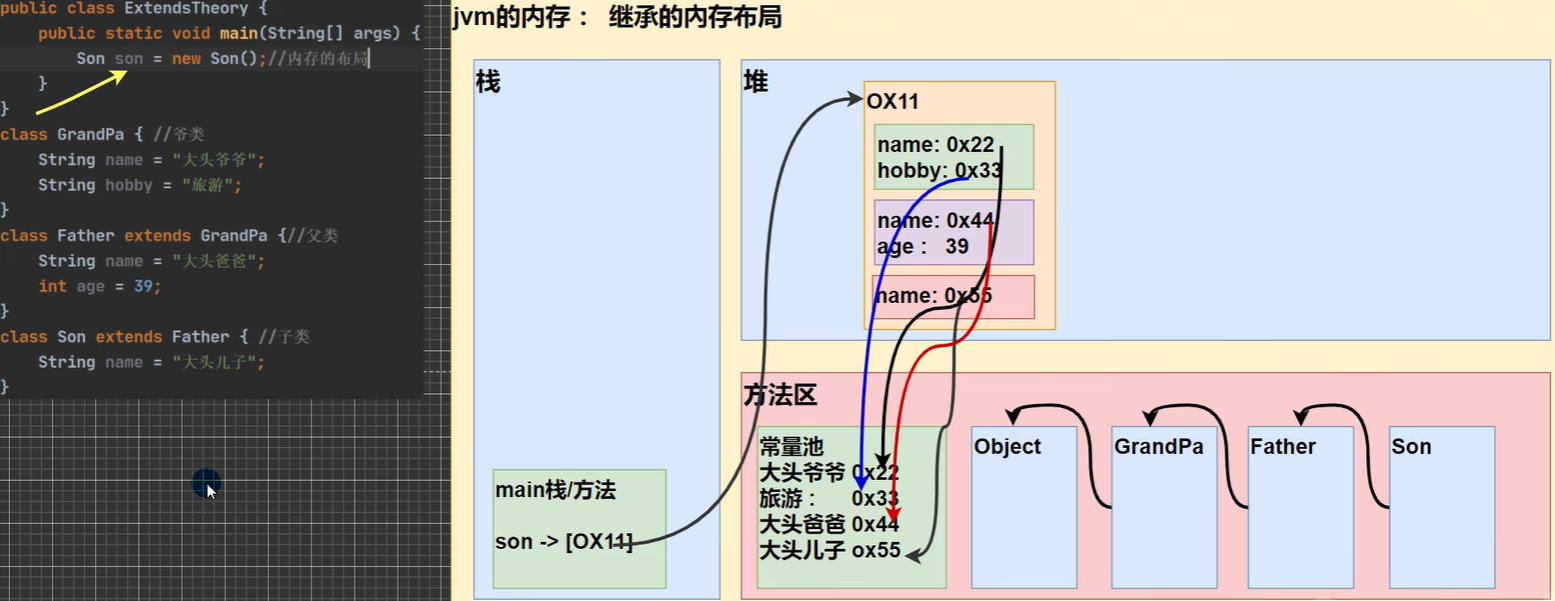 public class ExtendsTheory {
public static void main(String[] args) {
Son son = new Son();//内存的布局
}
}
class GrandPa { //爷类
String name = "大头爷爷";
String hobby = "旅游";
}
class Father extends GrandPa {//父类
String name = "大头爸爸";
int age = 39;
}
class Son extends Father { //子类
String name = "大头儿子";
}
jvm的内存： 继承的内存布局
栈
main栈/方法
son -> [OX11]
堆
OX11
name: 0x22
hobby: 0x33
name: 0x44
age： 39
name: 0x55
方法区
常量池
大头爷爷 0x22
旅游： 0x33
大头爸爸 0x44
大头儿子 ox55
Object
GrandPa
Father
Son